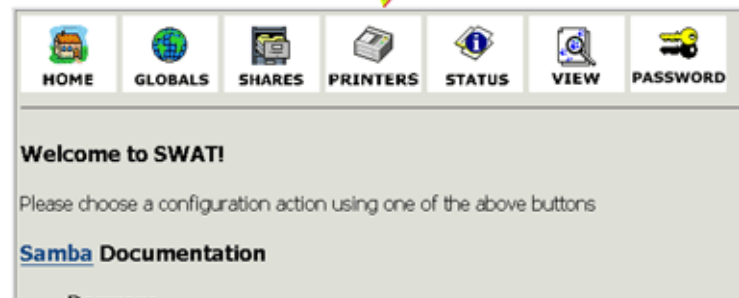 HOME GLOBALS SHARES PRINTERS STATUS VIEW PASSWORD
Welcome to SWAT!
Please choose a configuration action using one of the above buttons
Samba Documentation